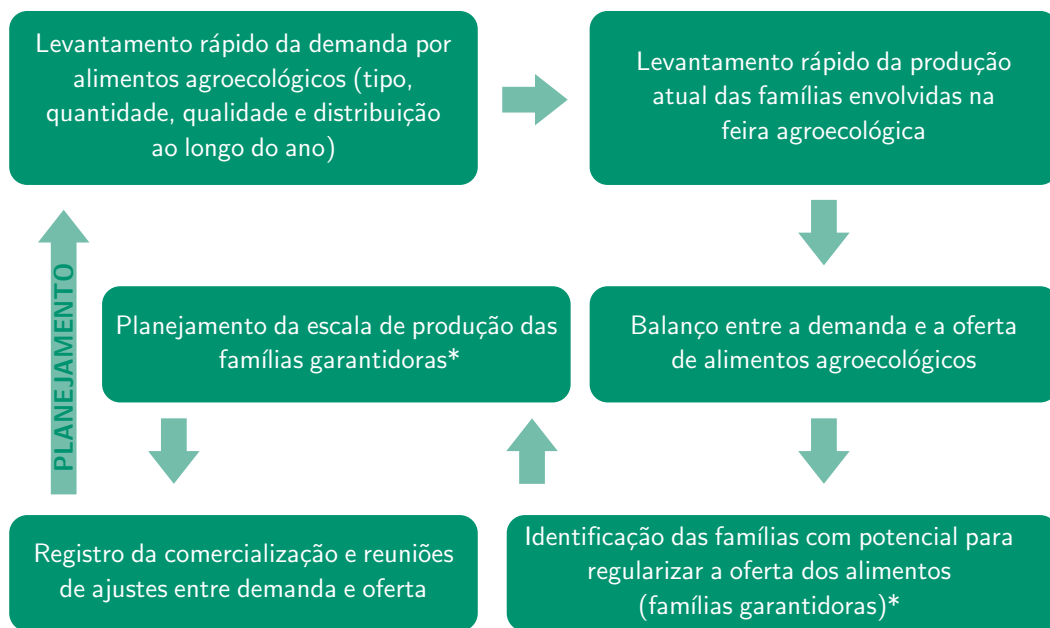 Levantamento rápido da demanda por
alimentos agroecológicos (tipo,
quantidade, qualidade e distribuição
ao longo do ano)
Levantamento rápido da produção
atual das famílias envolvidas na
feira agroecológica
PLANEJAMENTO
Planejamento da escala de produção das
famílias garantidoras*
Balanço entre a demanda e a oferta
de alimentos agroecológicos
Registro da comercialização e reuniões
de ajustes entre demanda e oferta
Identificação das famílias com potencial para
regularizar a oferta dos alimentos
(famílias garantidoras)*